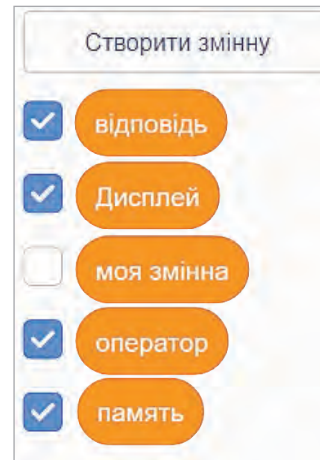 Створити змінну
відповідь
Дисплей
моя змінна
оператор
память